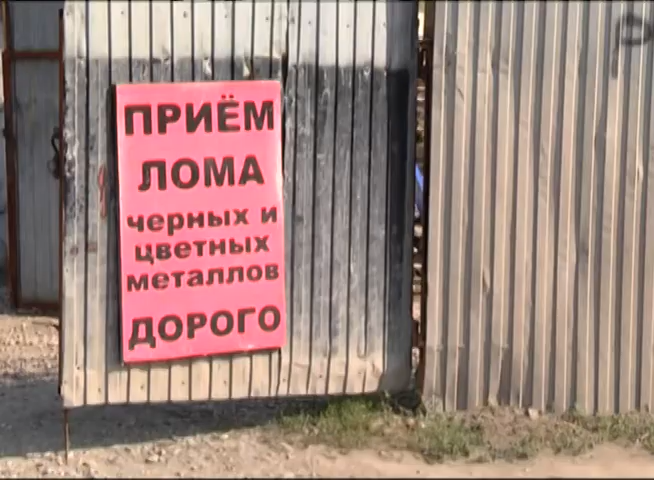 ПРИЁМ
ЛОМА
черных и
цветных
металлов
ДОРОГО